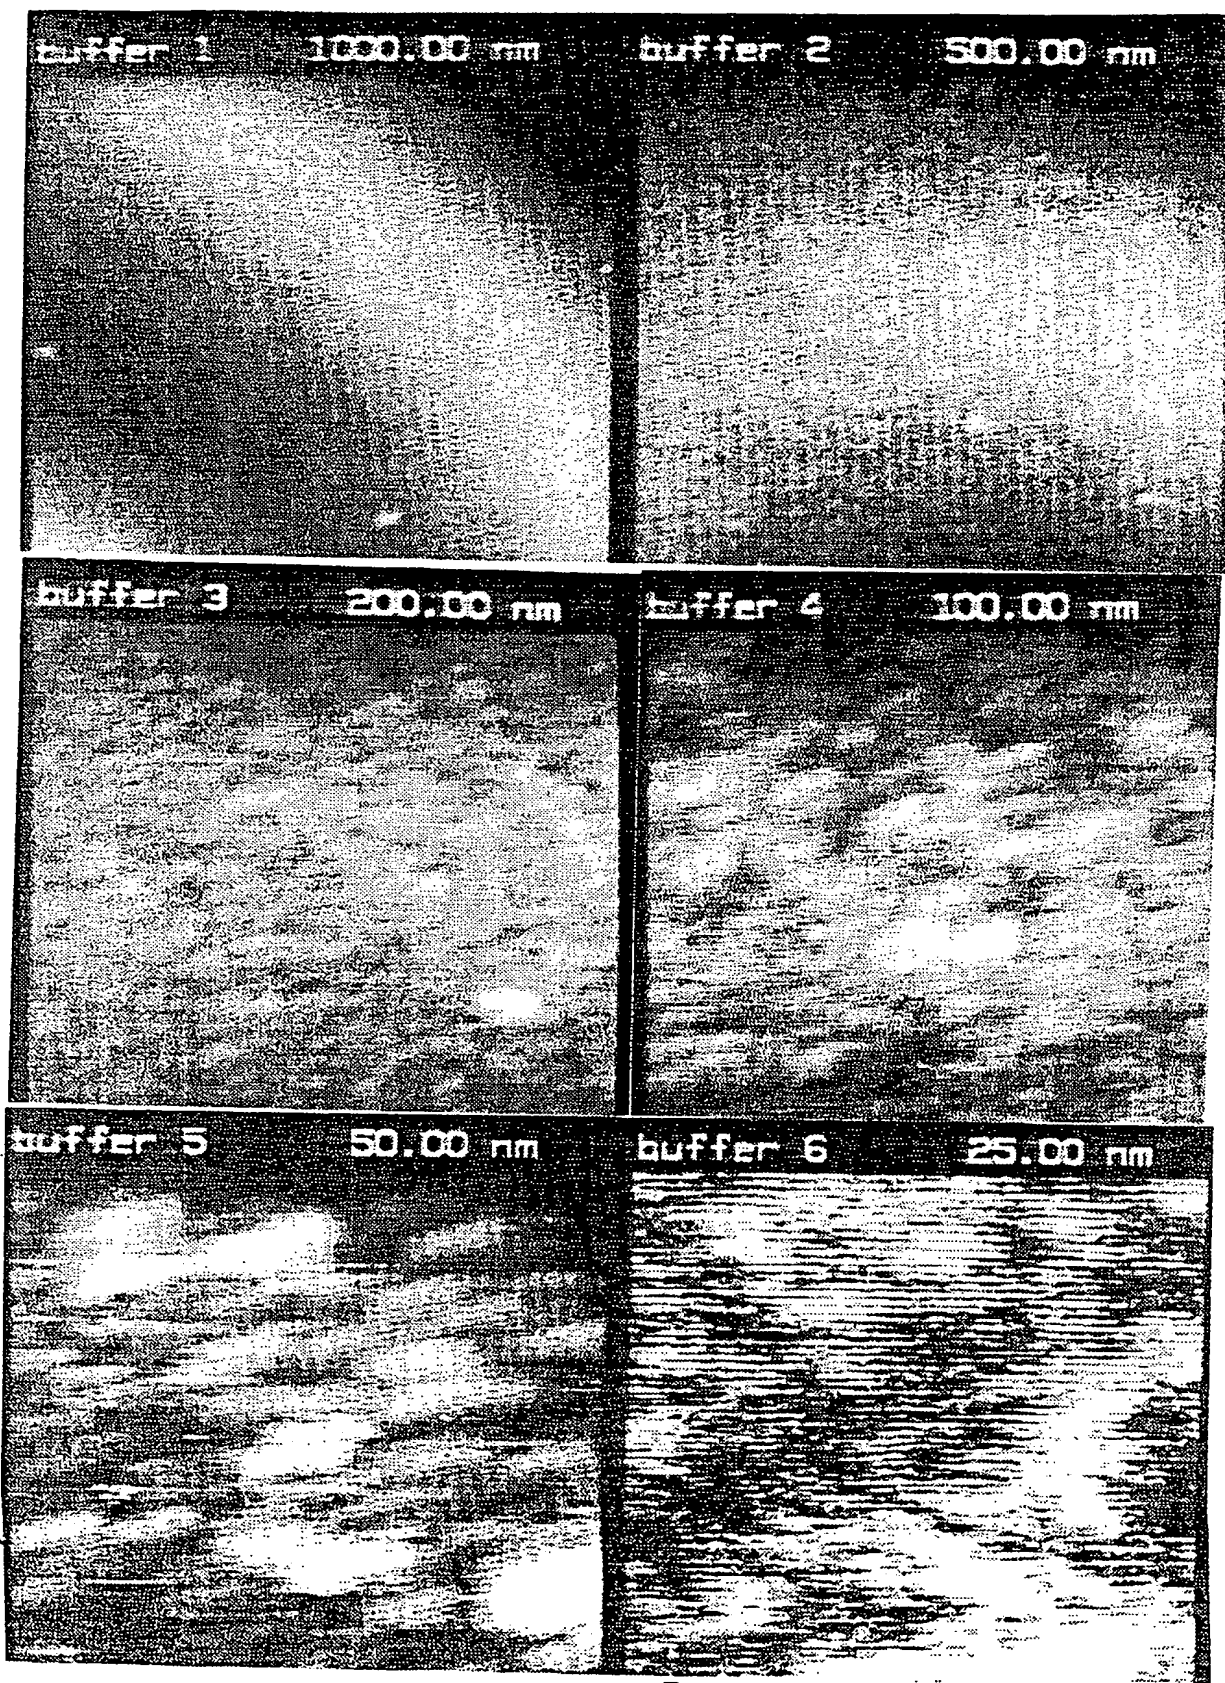 buffer 1 1000.00 nm
buffer 2 500.00 nm
buffer 3 200.00 nm
buffer 4 100.00 nm
buffer 5 50.00 nm
buffer 6 25.00 nm